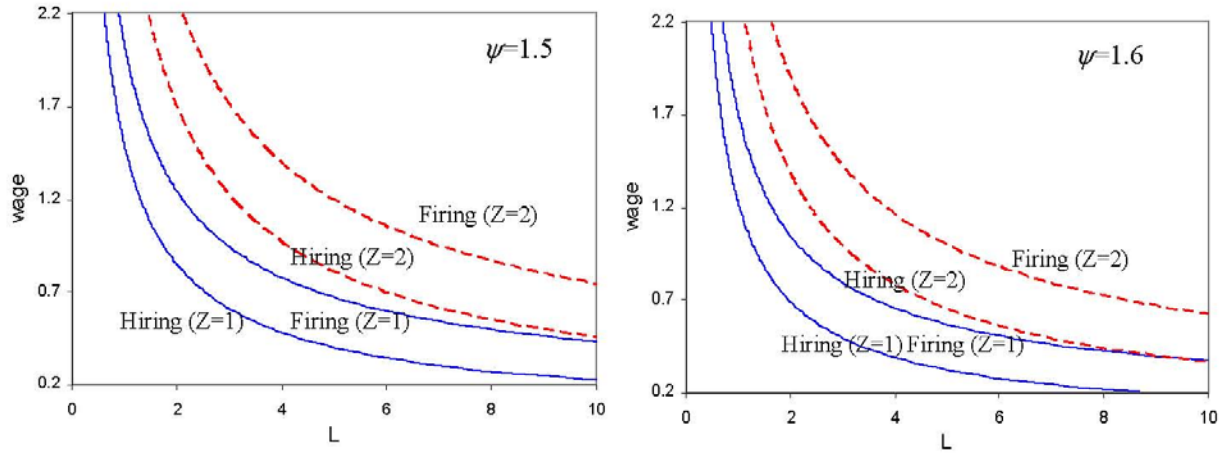 2.2
1.7
1.2
0.7
0.2
wage
ψ=1.5
Firing (Z=2)
Hiring (Z=2)
Hiring (Z=1)
Firing (Z=1)
0
2
4
6
8
10
L
2.2
1.7
1.2
0.7
0.2
wage
ψ=1.6
Firing (Z=2)
Hiring (Z=2)
Hiring (Z=1) Firing (Z=1)
0
2
4
6
8
10
L